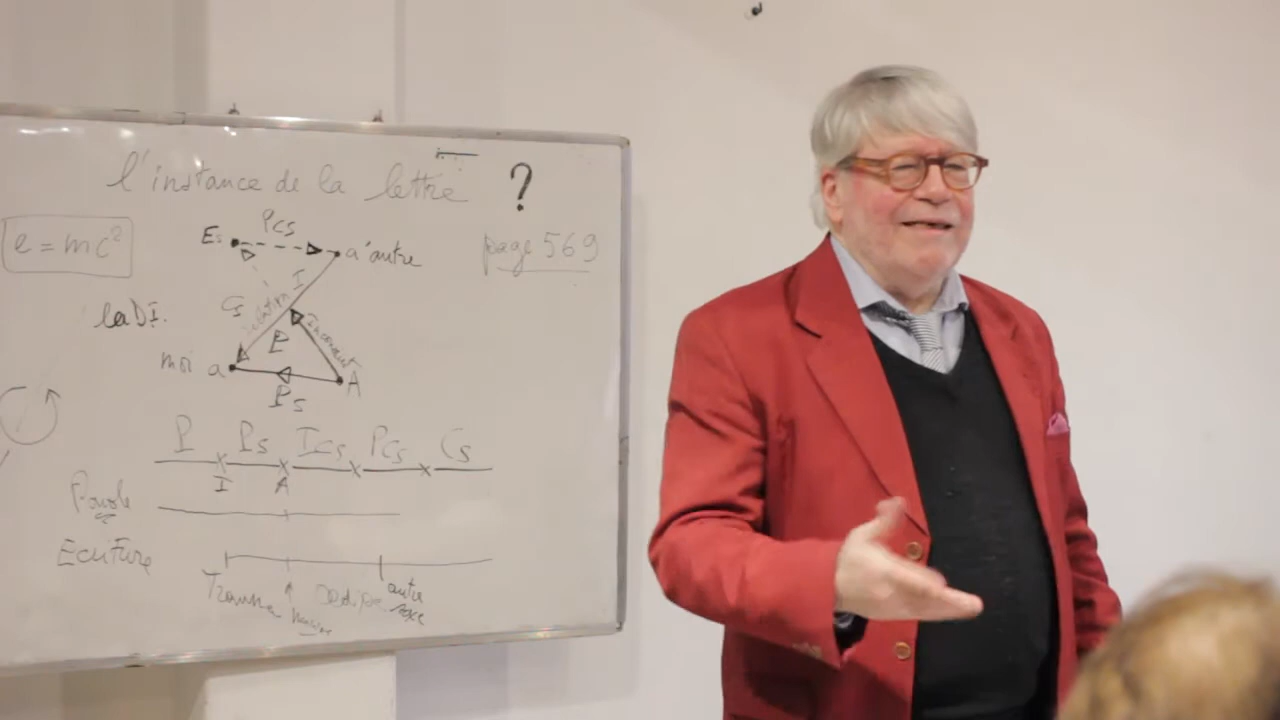 l'instance de la lettre ?
e = mc²
Pcs
Es a'autre
page 569
I
Cs
la DI.
relation
P
inconscient
moi a A
Ps
P Ps Ics Pcs Cs
I A
Parole
Ecriture
Trauma Oedipe autre
sexe